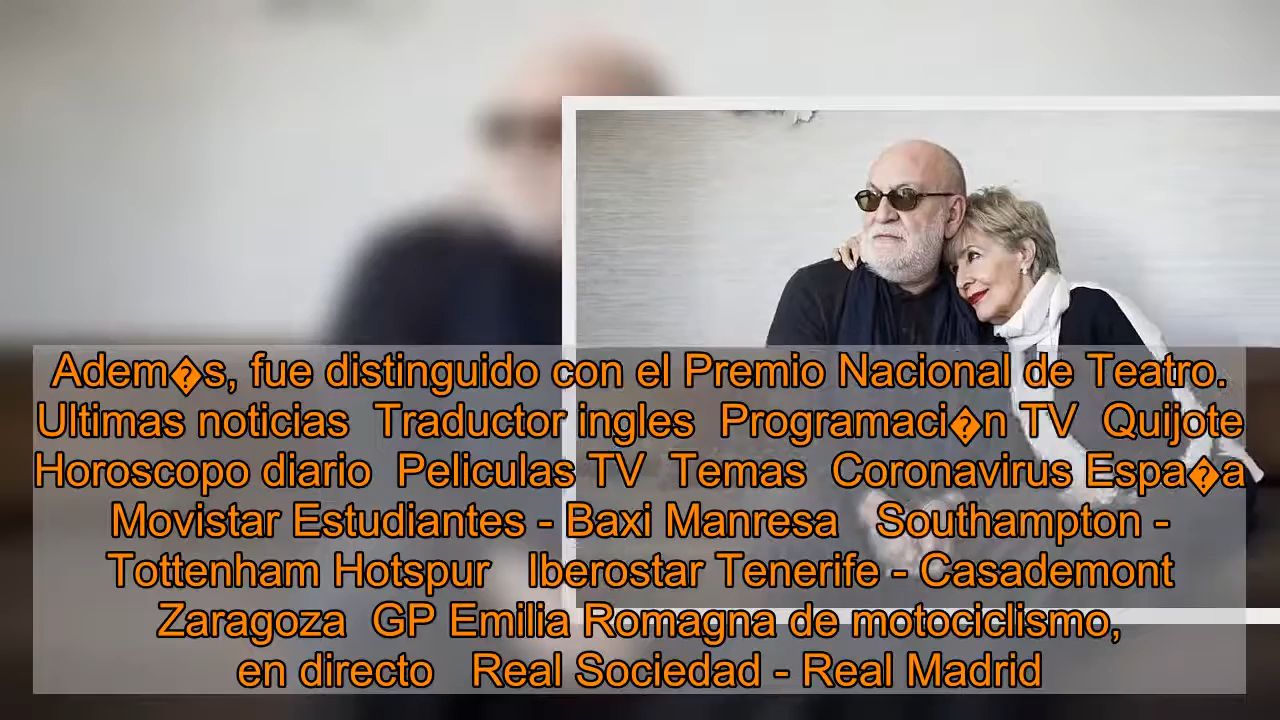 Adem�s, fue distinguido con el Premio Nacional de Teatro.
Ultimas noticias Traductor ingles Programaci�n TV Quijote
Horoscopo diario Peliculas TV Temas Coronavirus Espa�a
Movistar Estudiantes - Baxi Manresa Southampton -
Tottenham Hotspur Iberostar Tenerife - Casademont
Zaragoza GP Emilia Romagna de motociclismo,
en directo Real Sociedad - Real Madrid